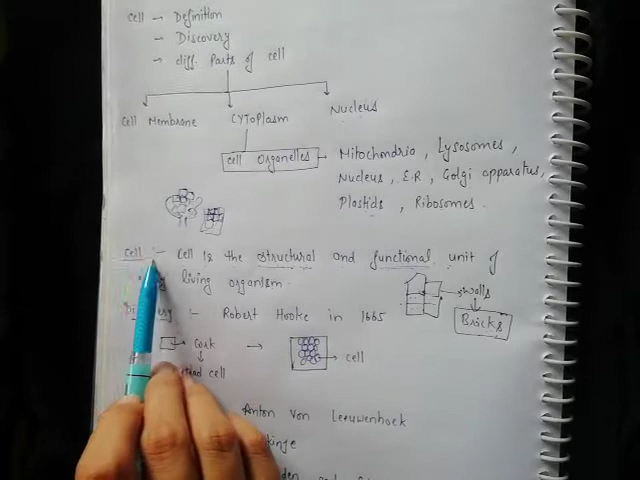 Cell → Definition
→ Discovery
→ diff. Parts of cell
Cell Membrane
Cytoplasm
Nucleus
Cell Organelles → Mitochondria, Lysosomes,
Nucleus, E.R, Golgi apparatus,
Plastids, Ribosomes.
Cell :- Cell is the structural and functional unit of
living organism.
→ walls
:- Robert Hooke in 1665
Bricks
→ Cork → → cell
cell
Anton Von Leeuwenhoek